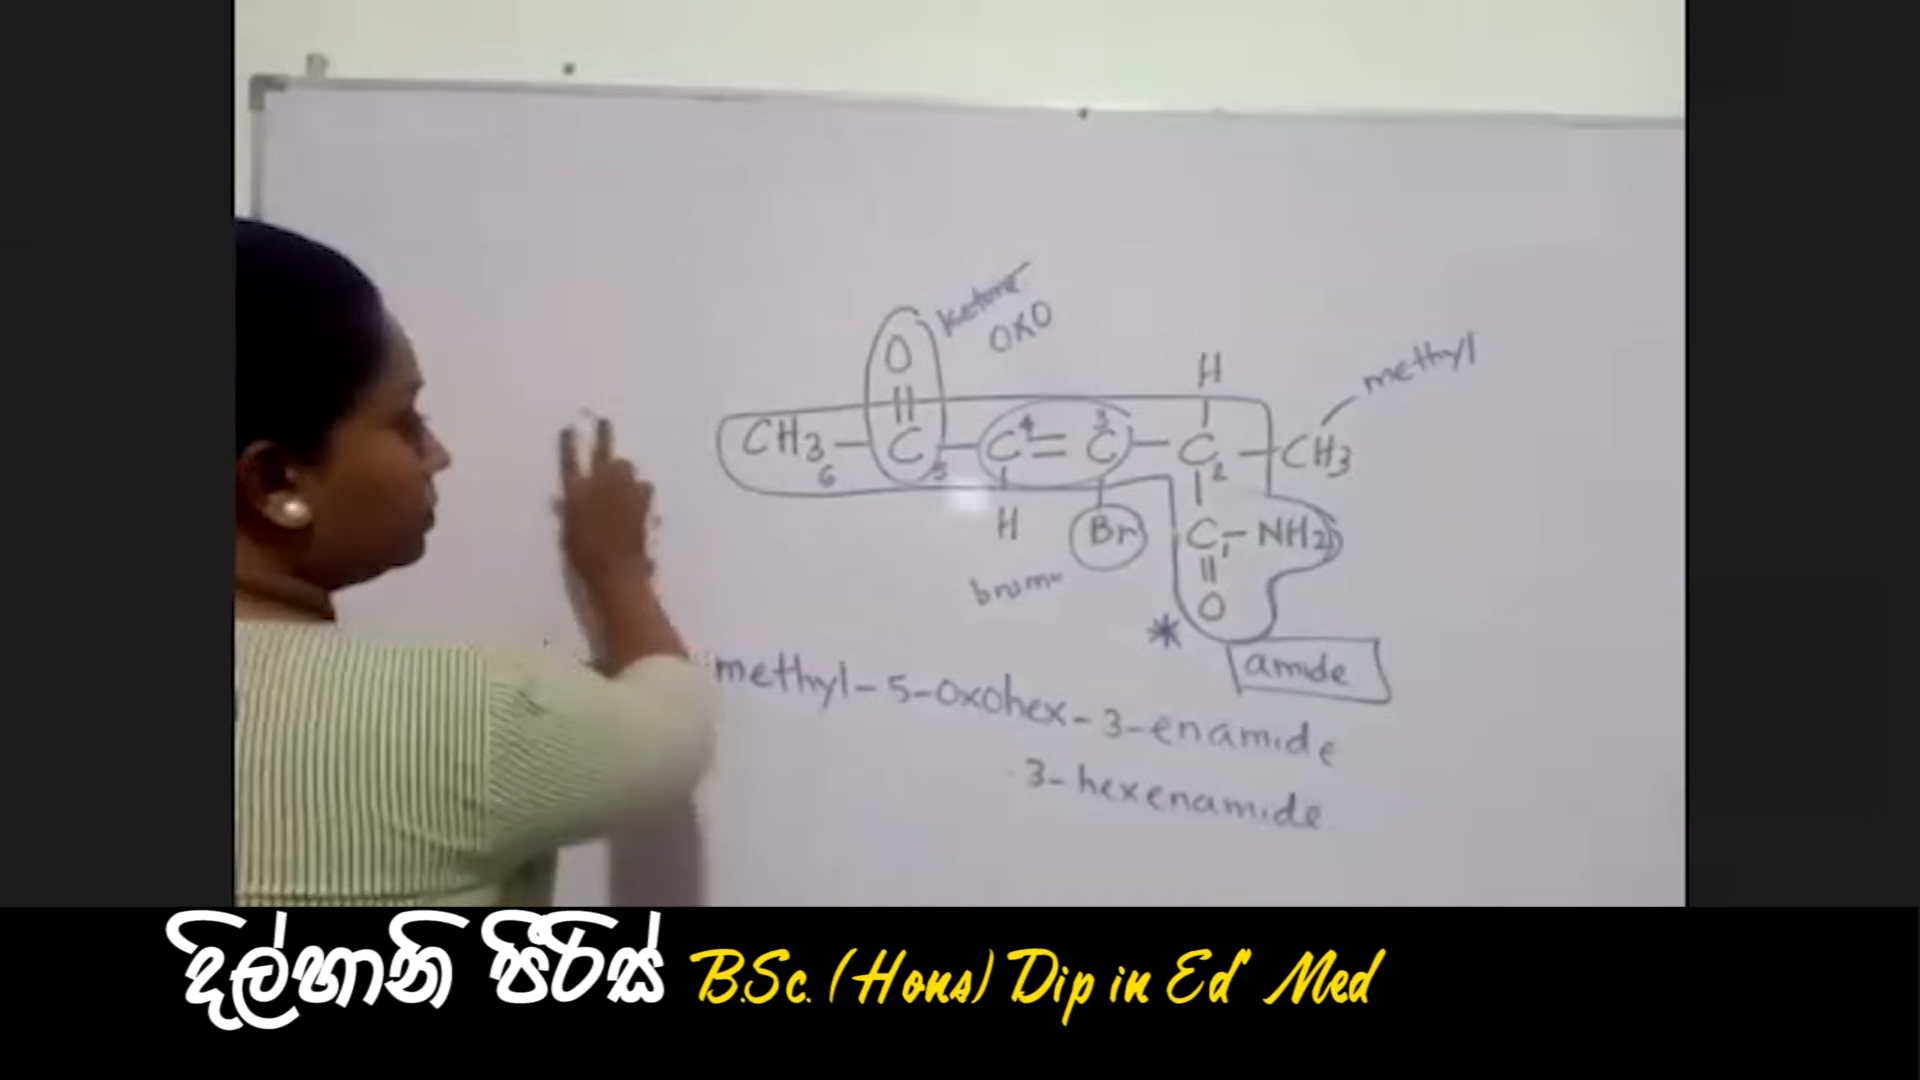 ketone
OXO
methyl
O
H
CH3 6 – C 5 – C 4 = C 3 – C 2 – CH3
H
Br
C 1 – NH2
O
bromo
*
amide
methyl-5-oxohex-3-enamide
3-hexenamide
දිල්හානි පීරිස් B.Sc. (Hons) Dip in Ed Med